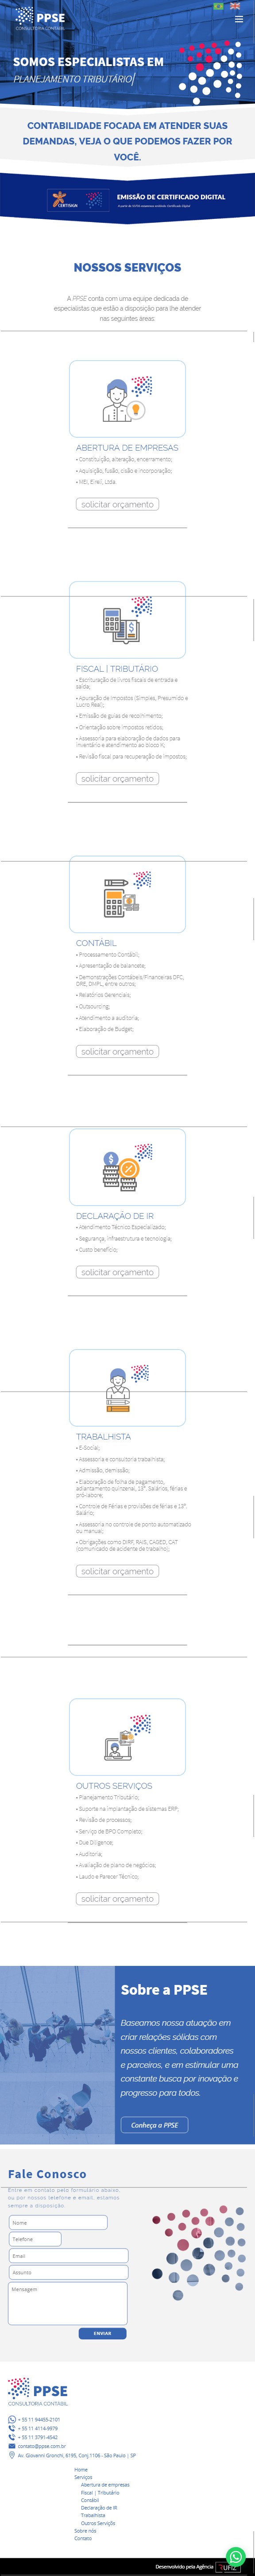 PPSE
CONSULTORIA CONTÁBIL
SOMOS ESPECIALISTAS EM
PLANEJAMENTO TRIBUTÁRIO
CONTABILIDADE FOCADA EM ATENDER SUAS
DEMANDAS, VEJA O QUE PODEMOS FAZER POR
VOCÊ.
CERTISIGN
EMISSÃO DE CERTIFICADO DIGITAL
NOSSOS SERVIÇOS
A PPSE conta com uma equipe dedicada de
especialistas que estão a disposição para lhe atender
nas seguintes áreas:
ABERTURA DE EMPRESAS
• Constituição, alteração, encerramento;
• Aquisição, fusão, cisão e incorporação;
• MEI, Eireli, Ltda.
solicitar orçamento
FISCAL | TRIBUTÁRIO
• Escrituração de livros fiscais de entrada e
saída;
• Apuração de Impostos (Simples, Presumido e
Lucro Real);
• Emissão de guias de recolhimento;
• Orientação sobre impostos retidos;
• Assessoria para elaboração de dados para
inventário e atendimento ao bloco K;
• Revisão fiscal para recuperação de impostos;
solicitar orçamento
CONTÁBIL
• Processamento Contábil;
• Apresentação de balancete;
• Demonstrações Contábeis/Financeiras DFC,
DRE, DMPL, entre outros;
• Relatórios Gerenciais;
• Outsourcing;
• Atendimento a auditoria;
• Elaboração de Budget;
solicitar orçamento
DECLARAÇÃO DE IR
• Atendimento Técnico Especializado;
• Segurança, Infraestrutura e tecnologia;
• Custo benefício;
solicitar orçamento
TRABALHISTA
• E-Social;
• Assessoria e consultoria trabalhista;
• Admissão, demissão;
• Elaboração de folha de pagamento,
adiantamento quinzenal, 13º. Salários, férias e
pró-labore;
• Controle de Férias e provisões de férias e 13º.
Salário;
• Assessoria no controle de ponto automatizado
ou manual;
• Obrigações como DIRF, RAIS, CAGED, CAT
(comunicado de acidente de trabalho);
solicitar orçamento
OUTROS SERVIÇOS
• Planejamento Tributário;
• Suporte na implantação de sistemas ERP;
• Revisão de processos;
• Serviço de BPO Completo;
• Due Diligence;
• Auditoria;
• Avaliação de plano de negócios;
• Laudo e Parecer Técnico;
solicitar orçamento
Sobre a PPSE
Baseamos nossa atuação em
criar relações sólidas com
nossos clientes, colaboradores
e parceiros, e em estimular uma
constante busca por inovação e
progresso para todos.
Conheça a PPSE
Fale Conosco
Entre em contato pelo formulário abaixo,
ou por nossos telefone e email, estamos
sempre a disposição.
Nome
Telefone
Email
Assunto
Mensagem
ENVIAR
PPSE
CONSULTORIA CONTÁBIL
+ 55 11 94455-2101
+ 55 11 4114-9979
+ 55 11 3791-4542
contato@ppse.com.br
Av. Giovanni Gronchi, 6195, Conj.1106 - São Paulo | SP
Home
Serviços
Abertura de empresas
Fiscal | Tributário
Contábil
Declaração de IR
Trabalhista
Outros Serviços
Sobre nós
Contato
Desenvolvido pela Agência